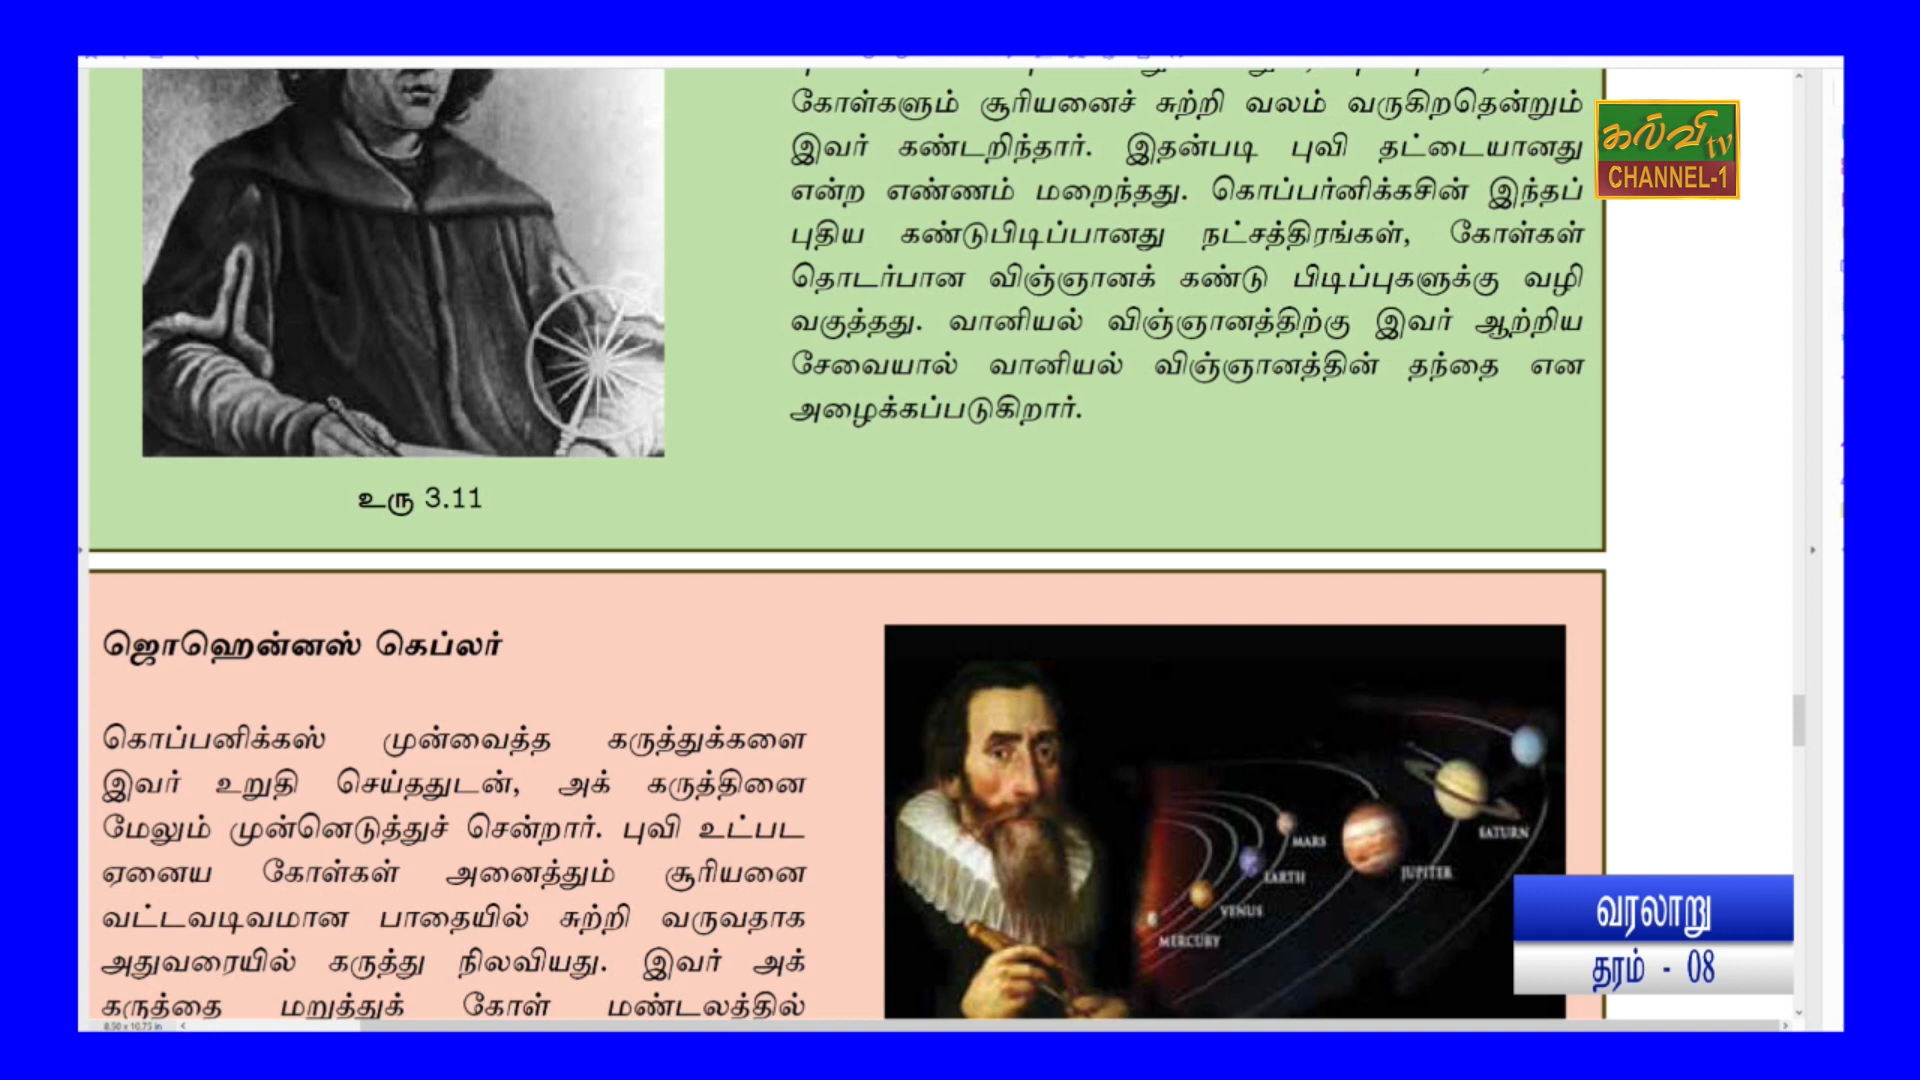 கோள்களும் சூரியனைச் சுற்றி வலம் வருகிறதென்றும்
இவர் கண்டறிந்தார். இதன்படி புவி தட்டையானது
என்ற எண்ணம் மறைந்தது. கொப்பர்னிக்கசின் இந்தப்
புதிய கண்டுபிடிப்பானது நட்சத்திரங்கள், கோள்கள்
தொடர்பான விஞ்ஞானக் கண்டு பிடிப்புகளுக்கு வழி
வகுத்தது. வானியல் விஞ்ஞானத்திற்கு இவர் ஆற்றிய
சேவையால் வானியல் விஞ்ஞானத்தின் தந்தை என
அழைக்கப்படுகிறார்.
கல்வி tv
CHANNEL-1
உரு 3.11
ஜொஹென்னஸ் கெப்லர்
கொப்பனிக்கஸ் முன்வைத்த கருத்துக்களை
இவர் உறுதி செய்ததுடன், அக் கருத்தினை
மேலும் முன்னெடுத்துச் சென்றார். புவி உட்பட
ஏனைய கோள்கள் அனைத்தும் சூரியனை
வட்டவடிவமான பாதையில் சுற்றி வருவதாக
அதுவரையில் கருத்து நிலவியது. இவர் அக்
கருத்தை மறுத்துக் கோள் மண்டலத்தில்
SATURN
MARS
JUPITER
EARTH
VENUS
MERCURY
வரலாறு
தரம் - 08
8.50 x 10.75 in